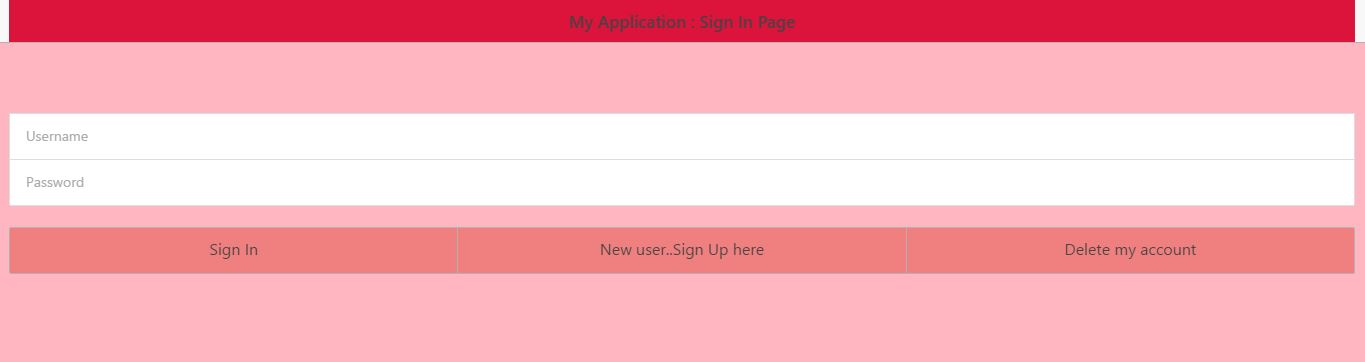 My Application : Sign In Page
Username
Password
Sign In
New user..Sign Up here
Delete my account